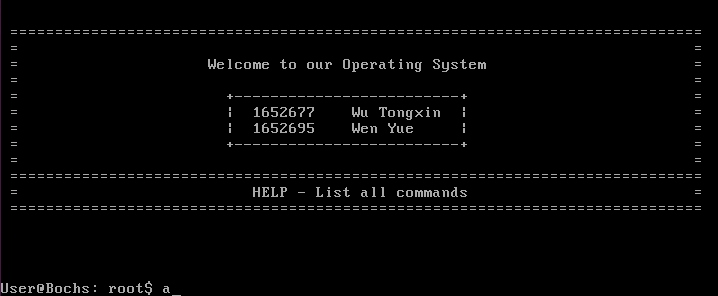 =============================================================================
= =
= Welcome to our Operating System =
= =
= +-------------------------+ =
= ¦ 1652677 Wu Tongxin ¦ =
= ¦ 1652695 Wen Yue ¦ =
= +-------------------------+ =
= =
=============================================================================
= HELP - List all commands =
=============================================================================
User@Bochs: root$ a_